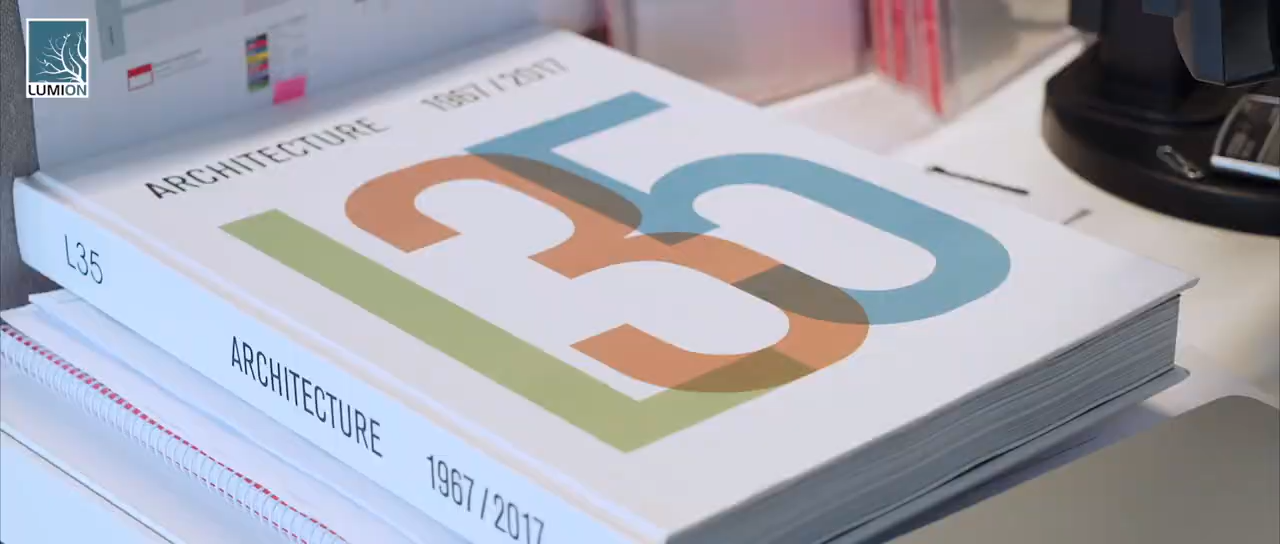 LUMION
ARCHITECTURE 1967 / 2017
L35
L35
ARCHITECTURE
1967 / 2017